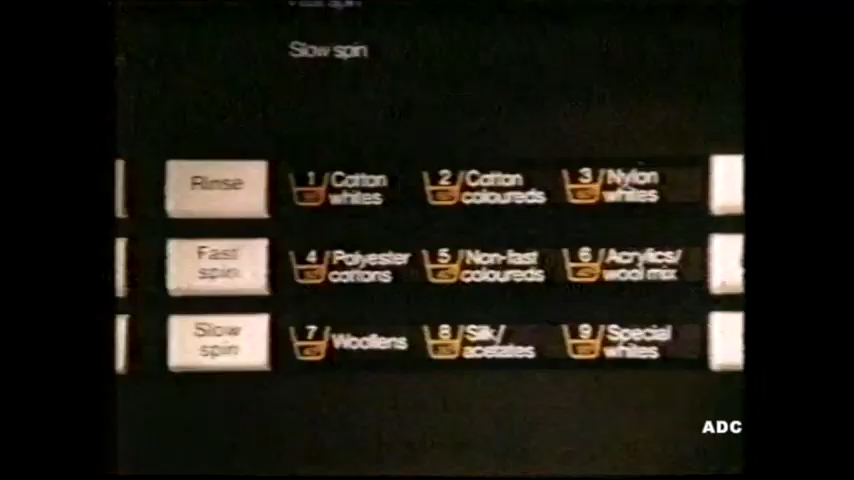 Slow spin
Rinse
1 Cotton
whites
2 Cotton
coloureds
3 Nylon
whites
Fast
spin
4 Polyester
cottons
5 Non-fast
coloureds
6 Acrylics/
wool mix
Slow
spin
7 Woollens
8 Silk/
acetates
9 Special
whites
ADC